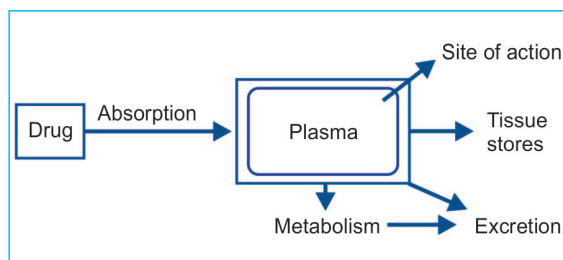 Site of action
Absorption
Drug
Plasma
Tissue
stores
Metabolism
Excretion